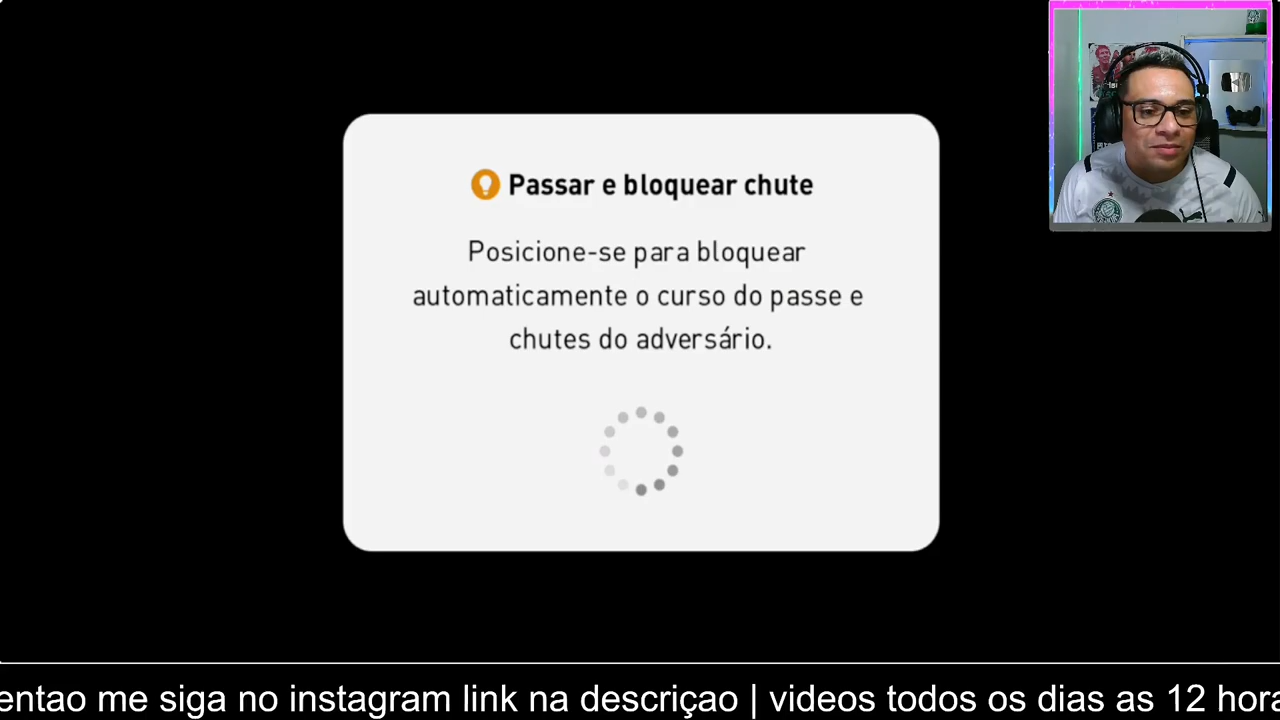 Passar e bloquear chute
Posicione-se para bloquear
automaticamente o curso do passe e
chutes do adversário.
entao me siga no instagram link na descriçao | videos todos os dias as 12 hora